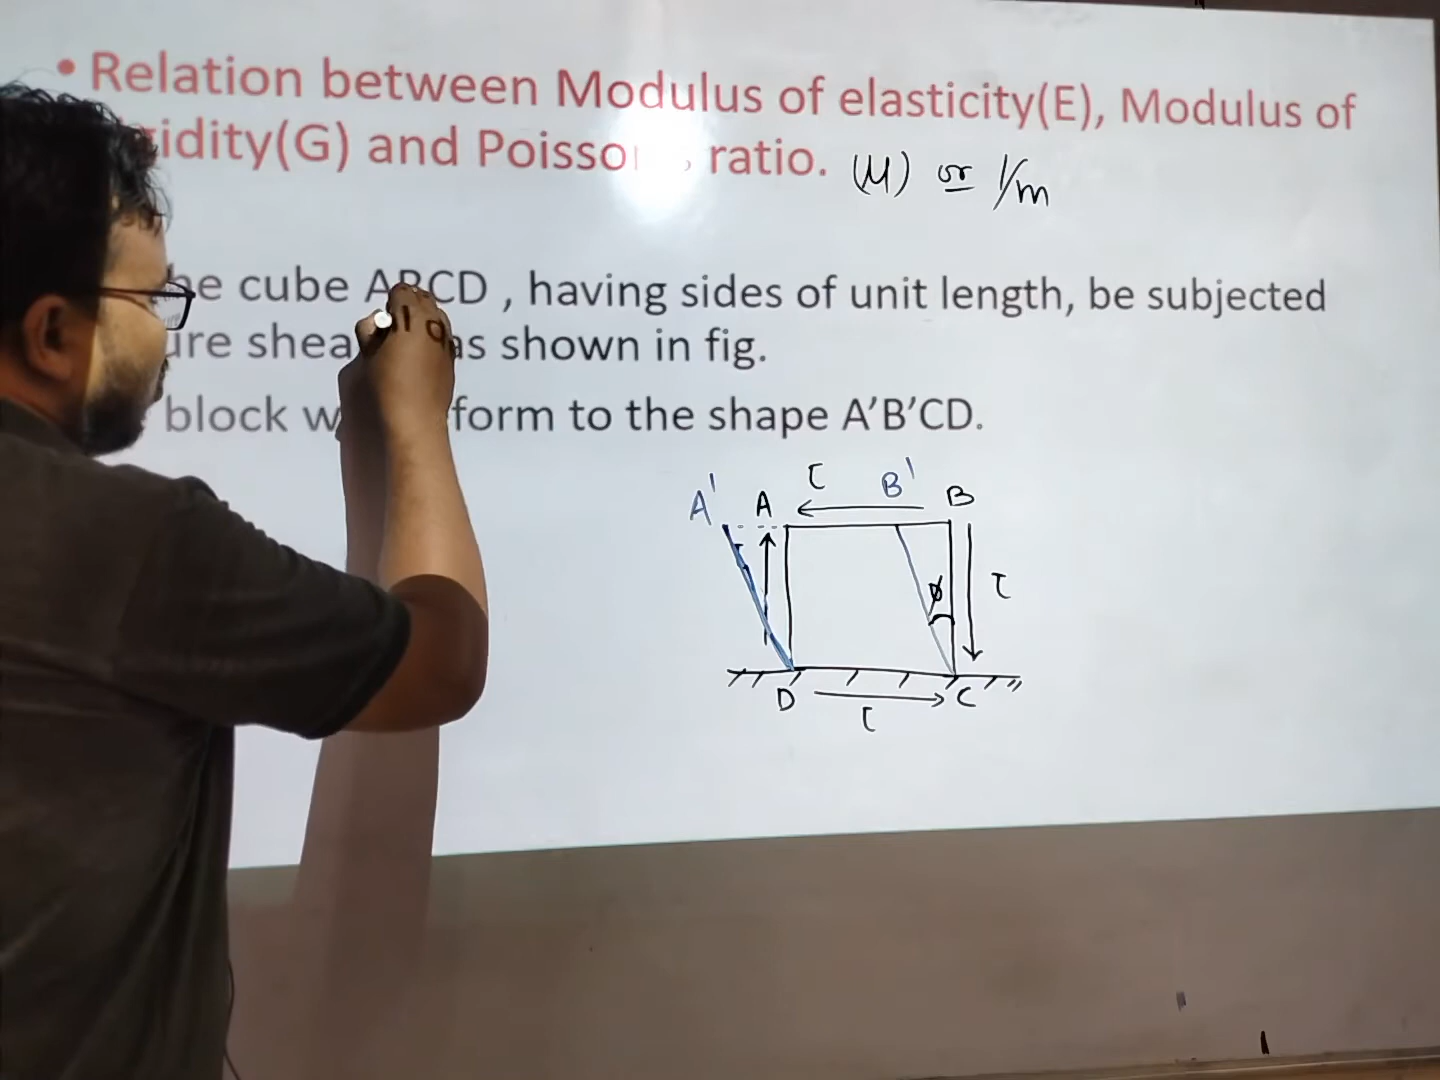 • Relation between Modulus of elasticity(E), Modulus of
idity(G) and Poisso ratio. (μ) or 1/m
he cube ABCD , having sides of unit length, be subjected
ure shea as shown in fig.
block w form to the shape A'B'CD.
τ
A' A B' B
φ τ
D C
τ